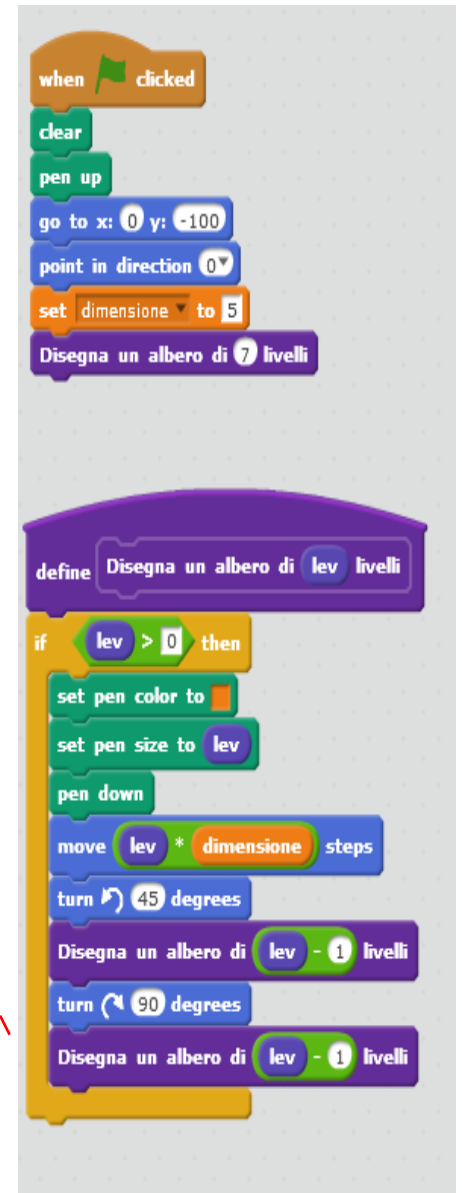 when clicked
clear
pen up
go to x: 0 y: -100
point in direction 0
set dimensione to 5
Disegna un albero di 7 livelli
define Disegna un albero di lev livelli
if lev > 0 then
set pen color to
set pen size to lev
pen down
move lev * dimensione steps
turn 45 degrees
Disegna un albero di lev - 1 livelli
turn 90 degrees
Disegna un albero di lev - 1 livelli